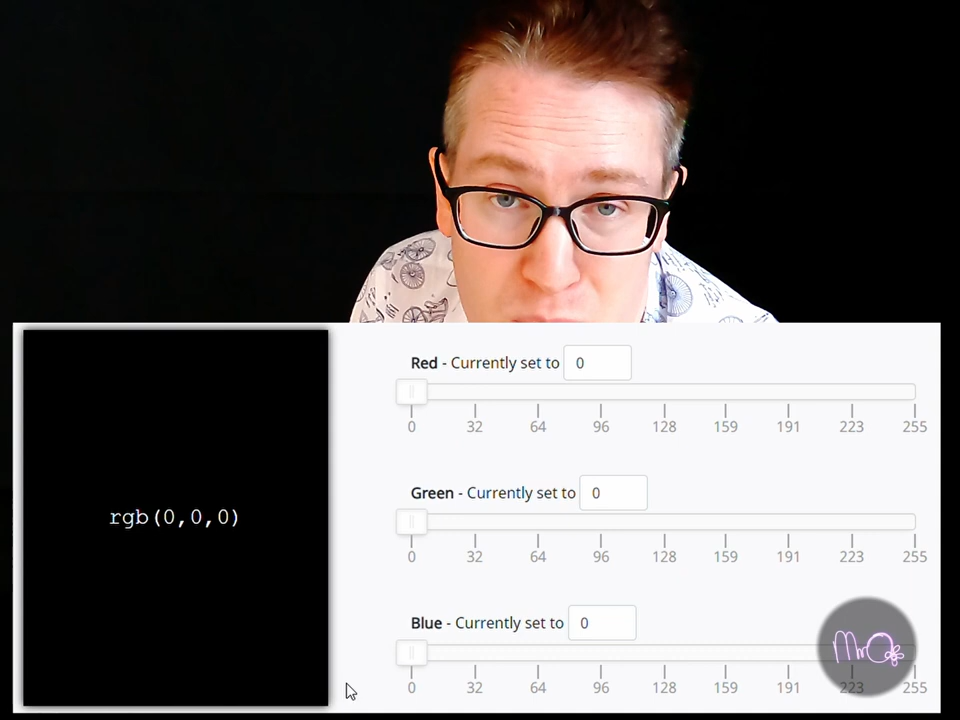 Red - Currently set to 0
0 32 64 96 128 159 191 223 255
rgb(0,0,0)
Green - Currently set to 0
0 32 64 96 128 159 191 223 255
Blue - Currently set to 0
0 32 64 96 128 159 191 223 255